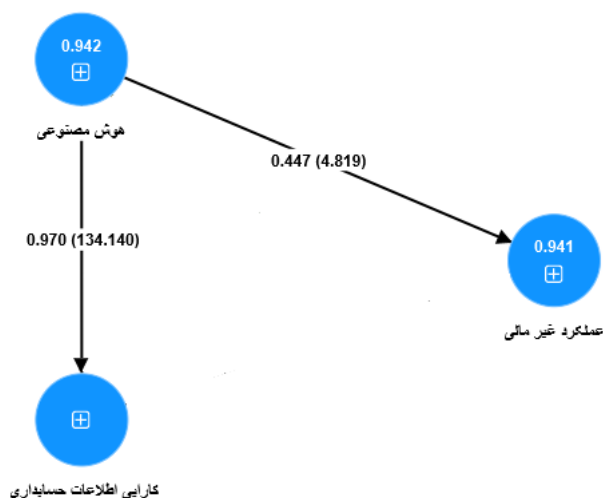 0.942
هوش مصنوعی
0.447 (4.819)
0.970 (134.140)
0.941
عملکرد غیر مالی
کارایی اطلاعات حسابداری